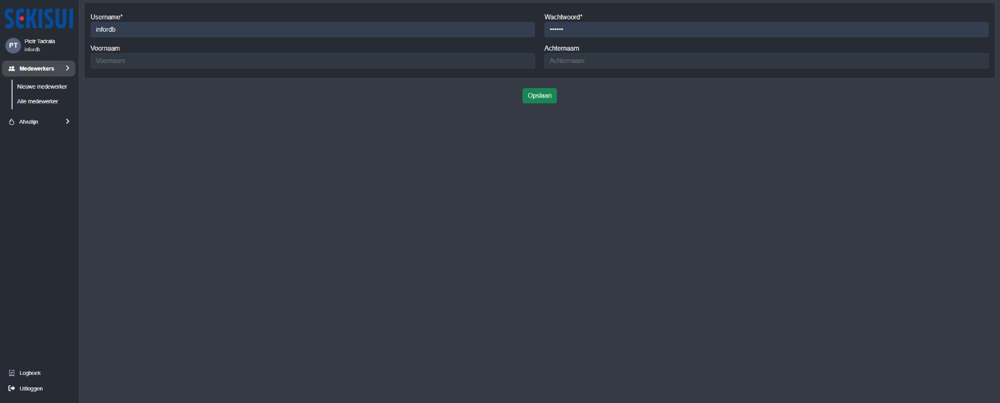 SEKISUI
PT
Piotr Tadrala
infordb
Medewerkers
Nieuwe medewerker
Alle medewerker
Afvullijn
Logboek
Uitloggen
Username*
infordb
Wachtwoord*
••••••
Voornaam
Voornaam
Achternaam
Achternaam
Opslaan